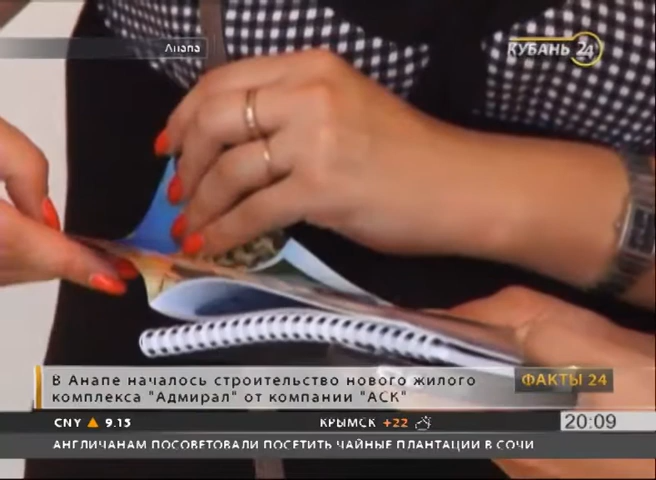 Анапа
КУБАНЬ 24
В Анапе началось строительство нового жилого
комплекса "Адмирал" от компании "АСК"
ФАКТЫ 24
CNY 9.15
КРЫМСК +22
20:09
АНГЛИЧАНАМ ПОСОВЕТОВАЛИ ПОСЕТИТЬ ЧАЙНЫЕ ПЛАНТАЦИИ В СОЧИ